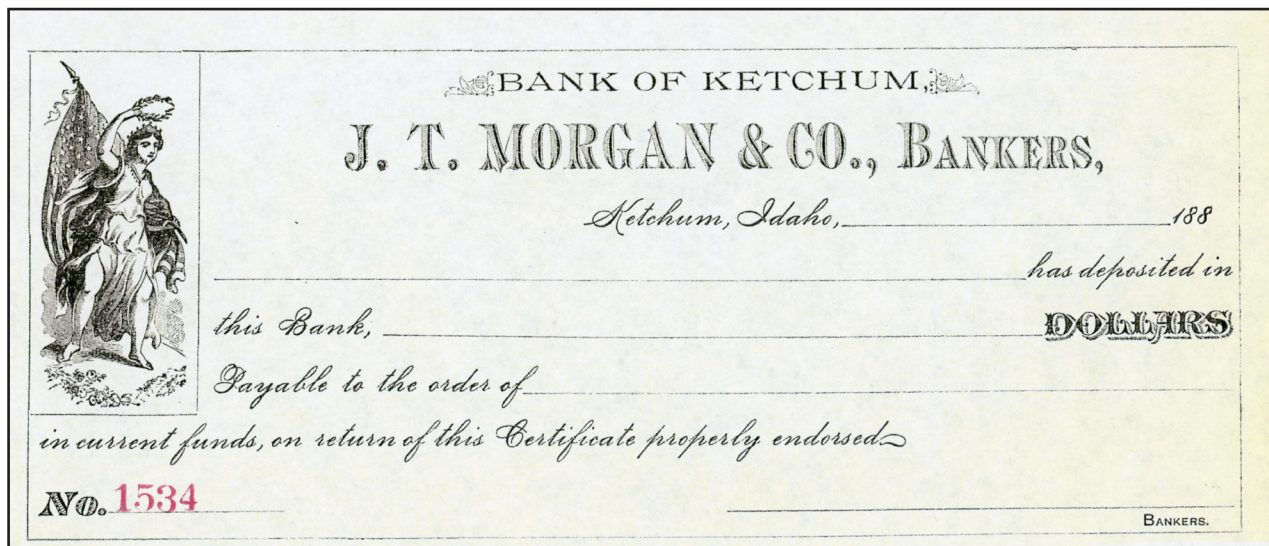 BANK OF KETCHUM,
J. T. MORGAN & CO., BANKERS,
Ketchum, Idaho, 188
has deposited in
this Bank, DOLLARS
Payable to the order of
in current funds, on return of this Certificate properly endorsed
No. 1534
BANKERS.